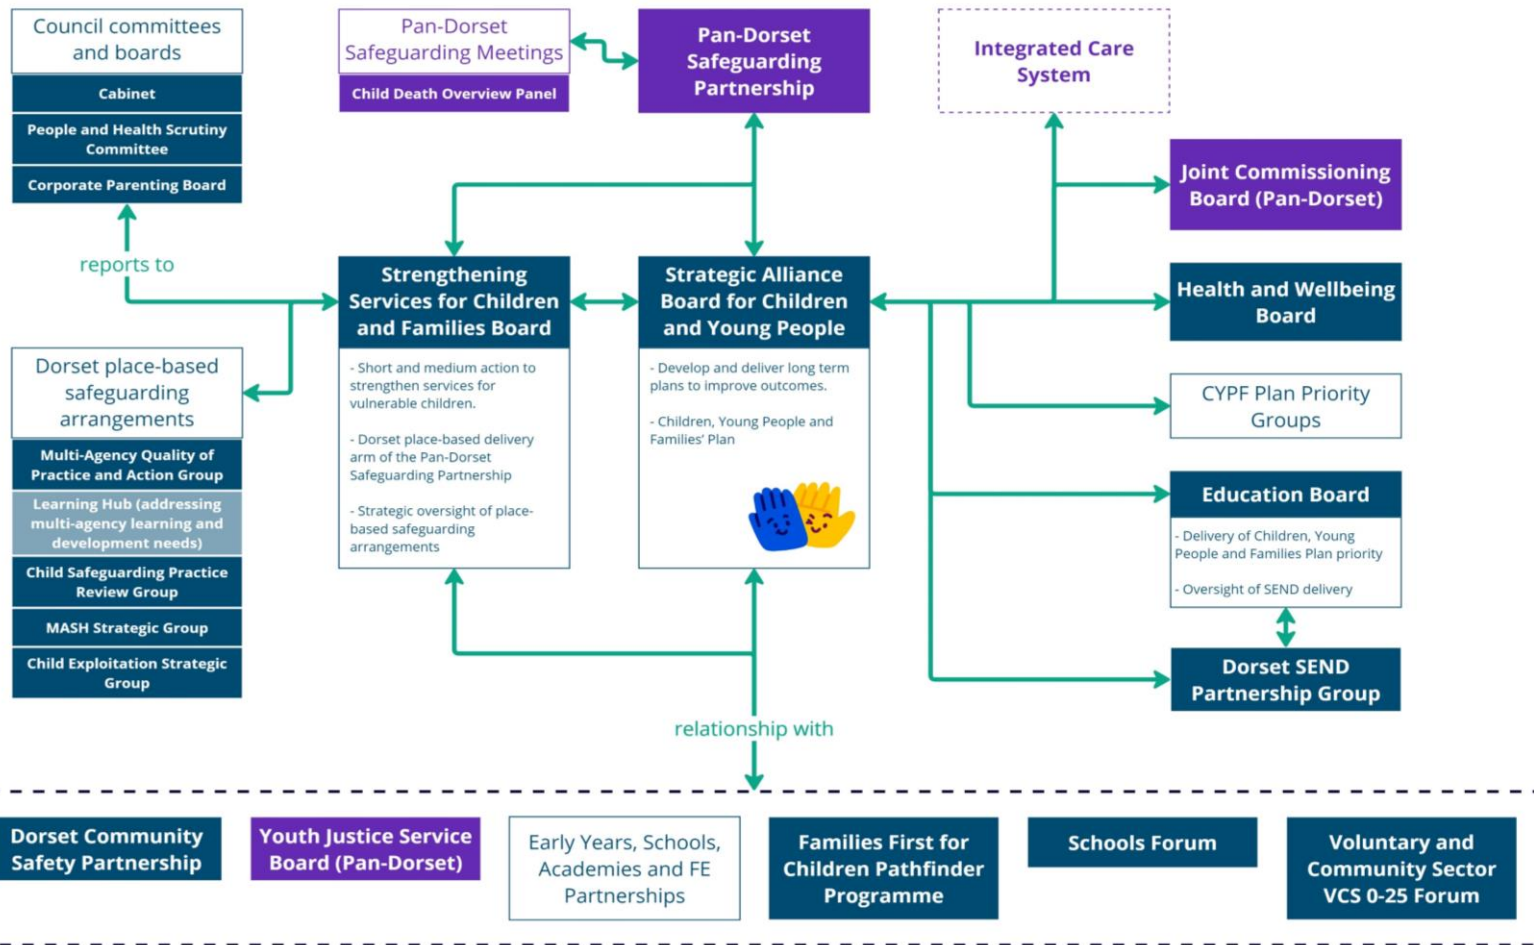 Council committees
and boards
Cabinet
People and Health Scrutiny
Committee
Corporate Parenting Board
reports to
Pan-Dorset
Safeguarding Meetings
Child Death Overview Panel
Pan-Dorset
Safeguarding
Partnership
Integrated Care
System
Joint Commissioning
Board (Pan-Dorset)
Strengthening
Services for Children
and Families Board
- Short and medium action to
strengthen services for
vulnerable children.
- Dorset place-based delivery
arm of the Pan-Dorset
Safeguarding Partnership
- Strategic oversight of place-
based safeguarding
arrangements
Strategic Alliance
Board for Children
and Young People
- Develop and deliver long term
plans to improve outcomes.
- Children, Young People and
Families' Plan
Health and Wellbeing
Board
CYPF Plan Priority
Groups
Education Board
- Delivery of Children, Young
People and Families Plan priority
- Oversight of SEND delivery
Dorset SEND
Partnership Group
Dorset place-based
safeguarding
arrangements
Multi-Agency Quality of
Practice and Action Group
Learning Hub (addressing
multi-agency learning and
development needs)
Child Safeguarding Practice
Review Group
MASH Strategic Group
Child Exploitation Strategic
Group
relationship with
Dorset Community
Safety Partnership
Youth Justice Service
Board (Pan-Dorset)
Early Years, Schools,
Academies and FE
Partnerships
Families First for
Children Pathfinder
Programme
Schools Forum
Voluntary and
Community Sector
VCS 0-25 Forum